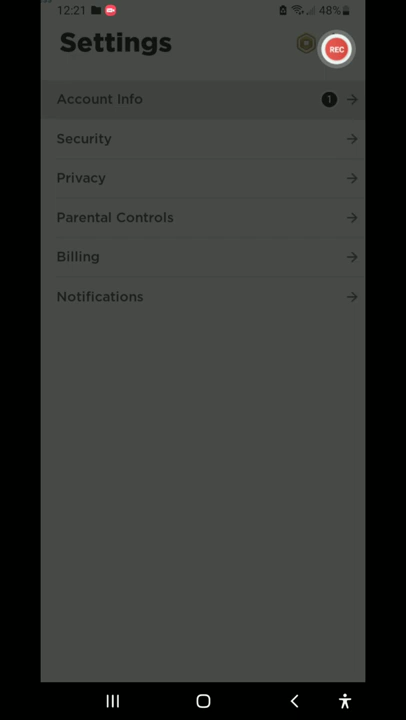 12:21
48%
Settings
REC
Account Info
1
Security
Privacy
Parental Controls
Billing
Notifications